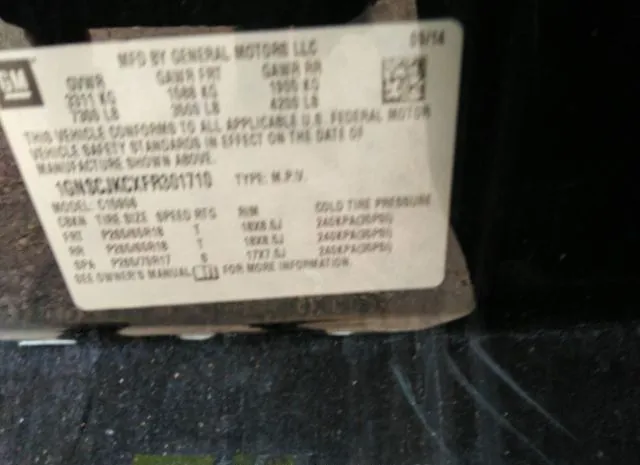 GM
MFD BY GENERAL MOTORS LLC 09/14
GVWR GAWR FRT GAWR RR
3311 KG 1588 KG 1905 KG
7300 LB 3500 LB 4200 LB
THIS VEHICLE CONFORMS TO ALL APPLICABLE U.S. FEDERAL MOTOR
VEHICLE SAFETY STANDARDS IN EFFECT ON THE DATE OF
MANUFACTURE SHOWN ABOVE.
1GNSCJKCXFR301710 TYPE: M.P.V.
MODEL:
TIRE SIZE SPEED RTG RIM COLD TIRE PRESSURE
FRT P265/65R18 T 18X8.5J 240KPA(35PSI)
RR P265/65R18 T 18X8.5J 240KPA(35PSI)
SPA P265/70R17 S 17X7.5J 240KPA(35PSI)
SEE OWNER'S MANUAL FOR MORE INFORMATION.